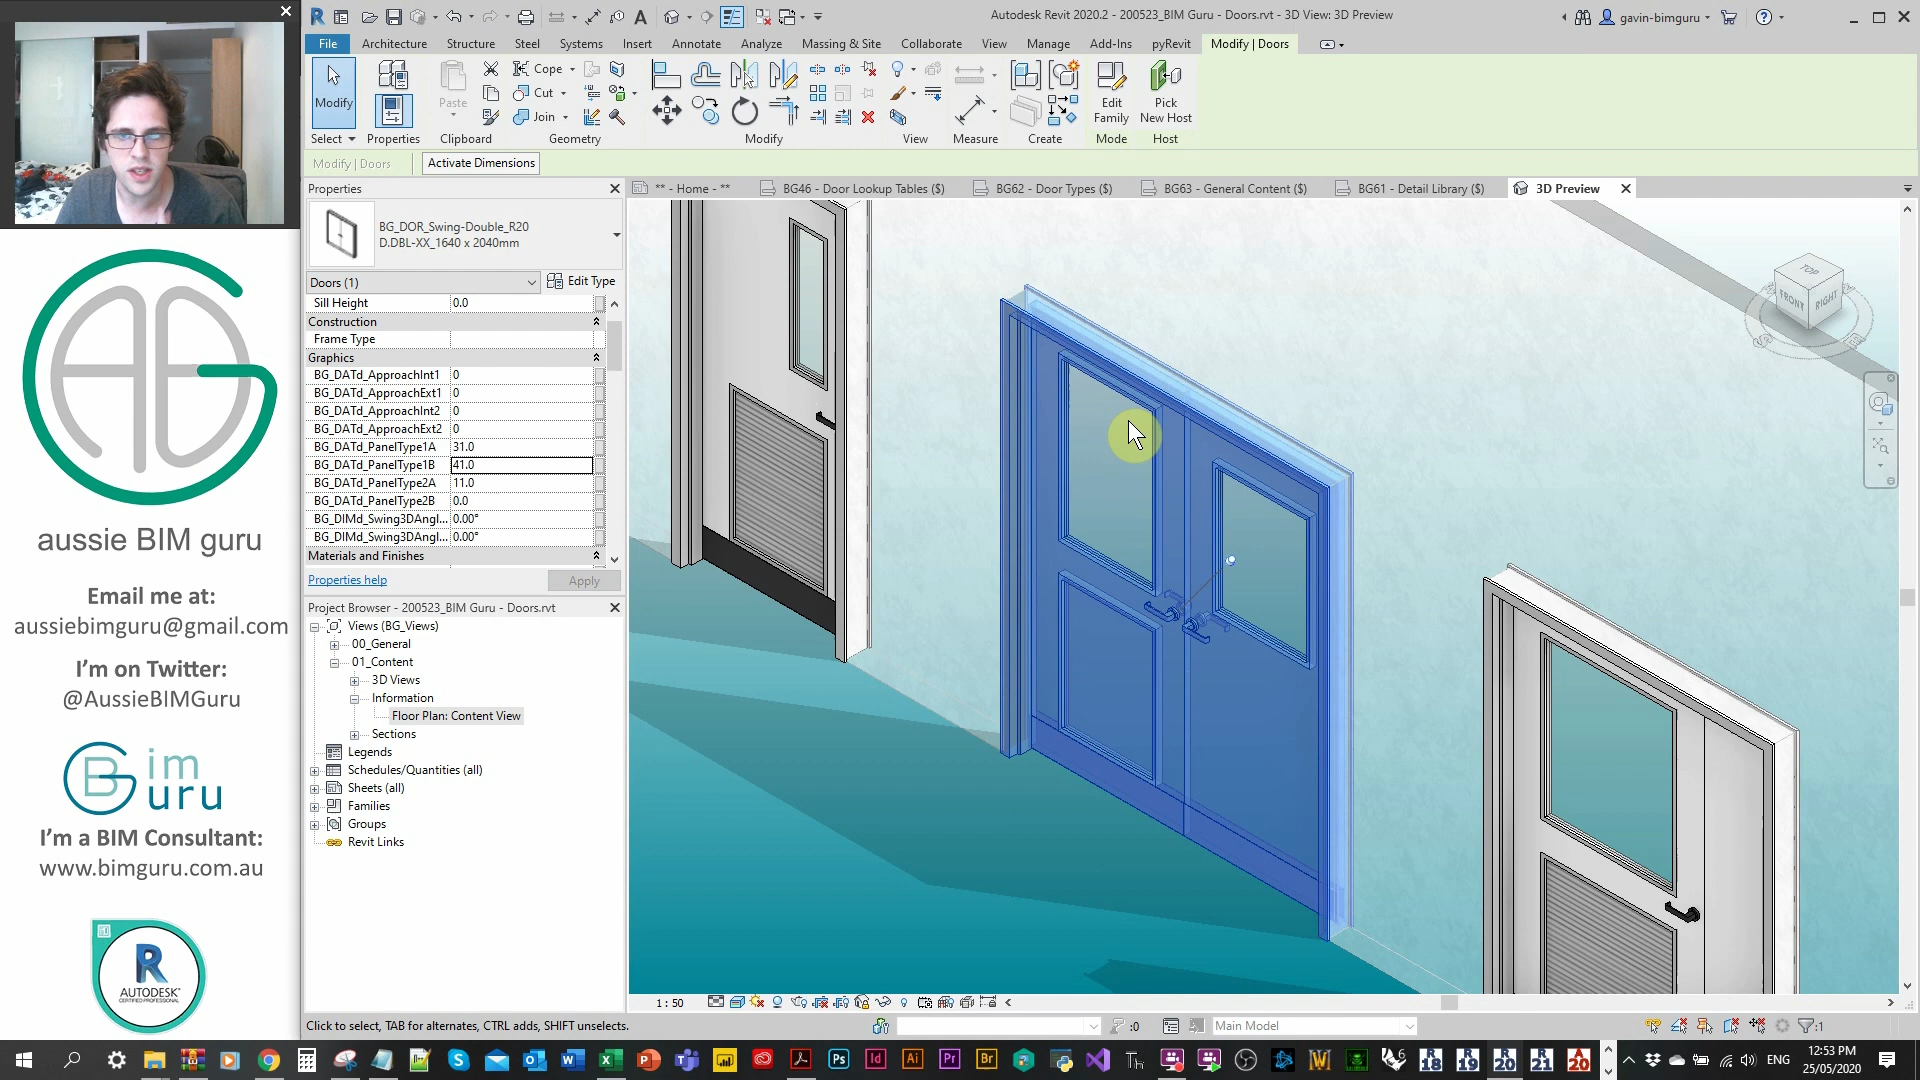 Autodesk Revit 2020.2 - 200523_BIM Guru - Doors.rvt - 3D View: 3D Preview
gavin-bimguru
File Architecture Structure Steel Systems Insert Annotate Analyze Massing & Site Collaborate View Manage Add-Ins pyRevit Modify | Doors
Modify
Paste
Cope
Cut
Join
Edit Family
Pick New Host
Select Properties Clipboard Geometry Modify View Measure Create Mode Host
Modify | Doors Activate Dimensions
Properties
** - Home - ** BG46 - Door Lookup Tables ($) BG62 - Door Types ($) BG63 - General Content ($) BG61 - Detail Library ($) 3D Preview
BG_DOR_Swing-Double_R20
D.DBL-XX_1640 x 2040mm
Doors (1) Edit Type
Sill Height 0.0
Construction
Frame Type
Graphics
BG_DATd_ApproachInt1 0
BG_DATd_ApproachExt1 0
BG_DATd_ApproachInt2 0
BG_DATd_ApproachExt2 0
BG_DATd_PanelType1A 31.0
BG_DATd_PanelType1B 41.0
BG_DATd_PanelType2A 11.0
BG_DATd_PanelType2B 0.0
BG_DIMd_Swing3DAngl... 0.00°
BG_DIMd_Swing3DAngl... 0.00°
Materials and Finishes
Properties help Apply
Project Browser - 200523_BIM Guru - Doors.rvt
Views (BG_Views)
00_General
01_Content
3D Views
Information
Floor Plan: Content View
Sections
Legends
Schedules/Quantities (all)
Sheets (all)
Families
Groups
Revit Links
TOP
FRONT RIGHT
aussie BIM guru
Email me at:
aussiebimguru@gmail.com
I'm on Twitter:
@AussieBIMGuru
im
uru
I'm a BIM Consultant:
www.bimguru.com.au
R
AUTODESK
CERTIFIED PROFESSIONAL
1 : 50
Click to select, TAB for alternates, CTRL adds, SHIFT unselects.
:0 Main Model :1
ENG
12:53 PM
25/05/2020